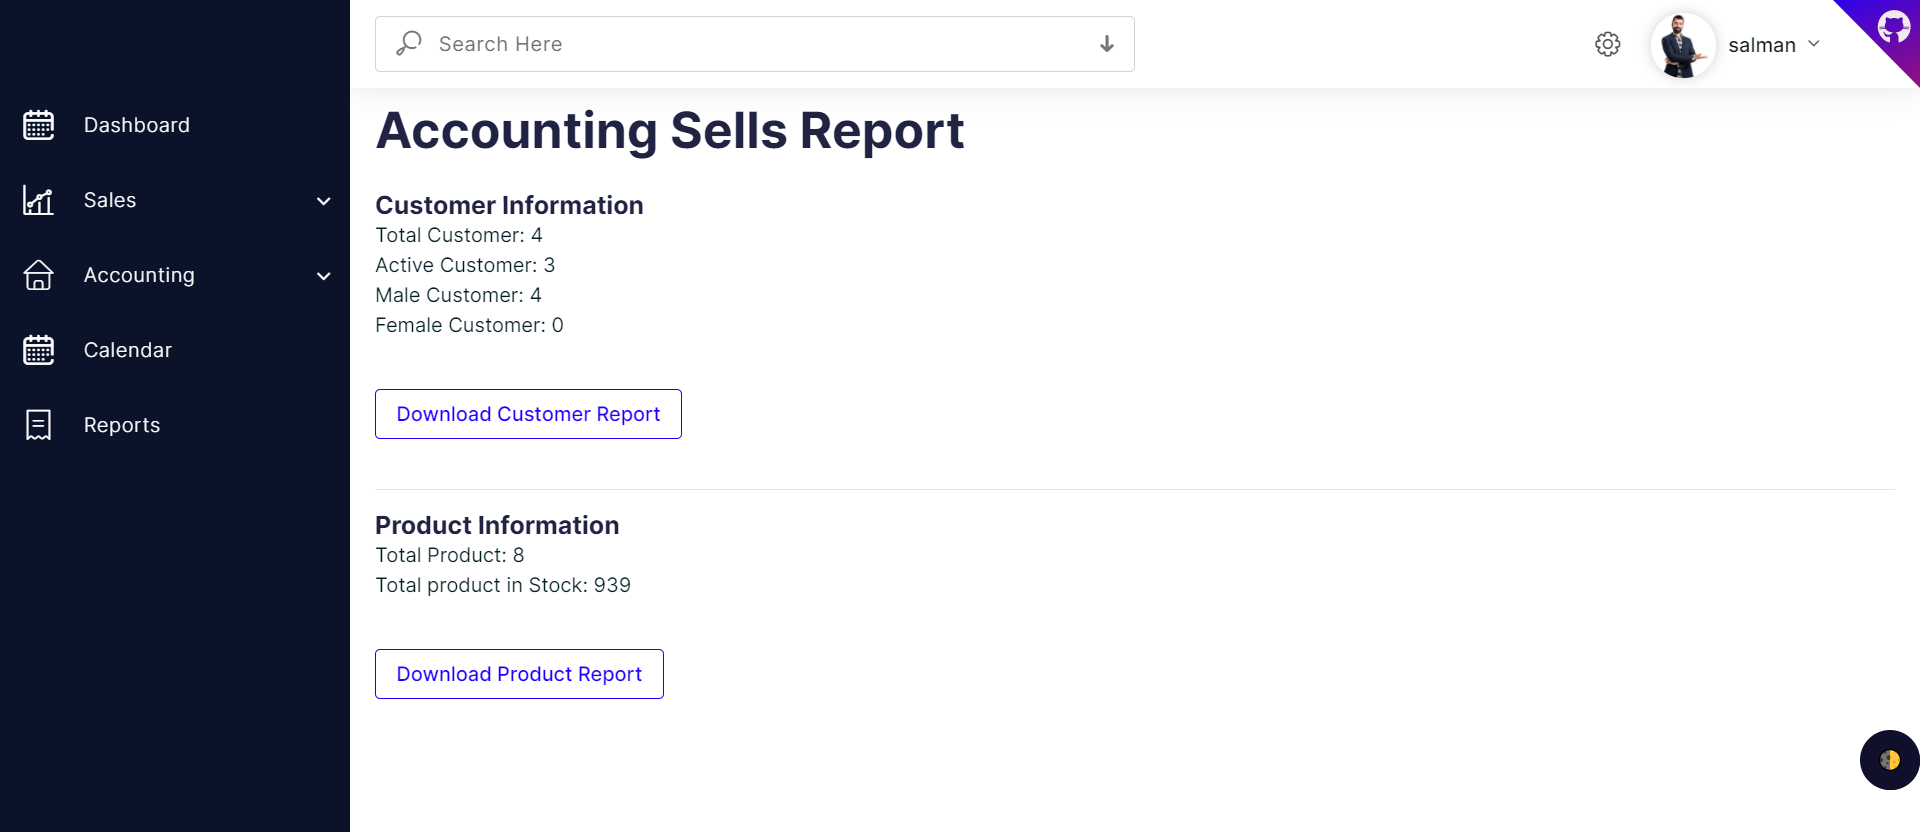 Search Here
salman
Dashboard
Sales
Accounting
Calendar
Reports
Accounting Sells Report
Customer Information
Total Customer: 4
Active Customer: 3
Male Customer: 4
Female Customer: 0
Download Customer Report
Product Information
Total Product: 8
Total product in Stock: 939
Download Product Report